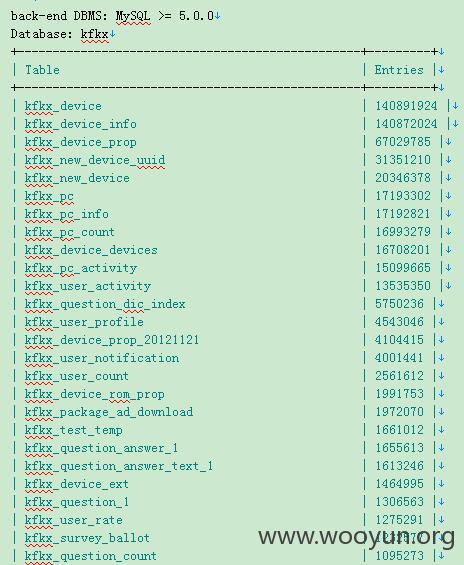 back-end DBMS: MySQL >= 5.0.0↓
Database: kfkx↓
+---------------------------------------+---------+↓
| Table | Entries |↓
+---------------------------------------+---------+↓
| kfkx_device | 140891924 |↓
| kfkx_device_info | 140872024 |↓
| kfkx_device_prop | 67029785 |↓
| kfkx_new_device_uuid | 31351210 |↓
| kfkx_new_device | 20346378 |↓
| kfkx_pc | 17193302 |↓
| kfkx_pc_info | 17192821 |↓
| kfkx_pc_count | 16993279 |↓
| kfkx_device_devices | 16708201 |↓
| kfkx_pc_activity | 15099665 |↓
| kfkx_user_activity | 13535350 |↓
| kfkx_question_dic_index | 5750236 |↓
| kfkx_user_profile | 4543046 |↓
| kfkx_device_prop_20121121 | 4104415 |↓
| kfkx_user_notification | 4001441 |↓
| kfkx_user_count | 2561612 |↓
| kfkx_device_rom_prop | 1991753 |↓
| kfkx_package_ad_download | 1972070 |↓
| kfkx_test_temp | 1661012 |↓
| kfkx_question_answer_1 | 1655613 |↓
| kfkx_question_answer_text_1 | 1613246 |↓
| kfkx_device_ext | 1464995 |↓
| kfkx_question_1 | 1306563 |↓
| kfkx_user_rate | 1275291 |↓
| kfkx_survey_ballot | |↓
www.wooyun.org
| kfkx_question_count | 1095273 |↓